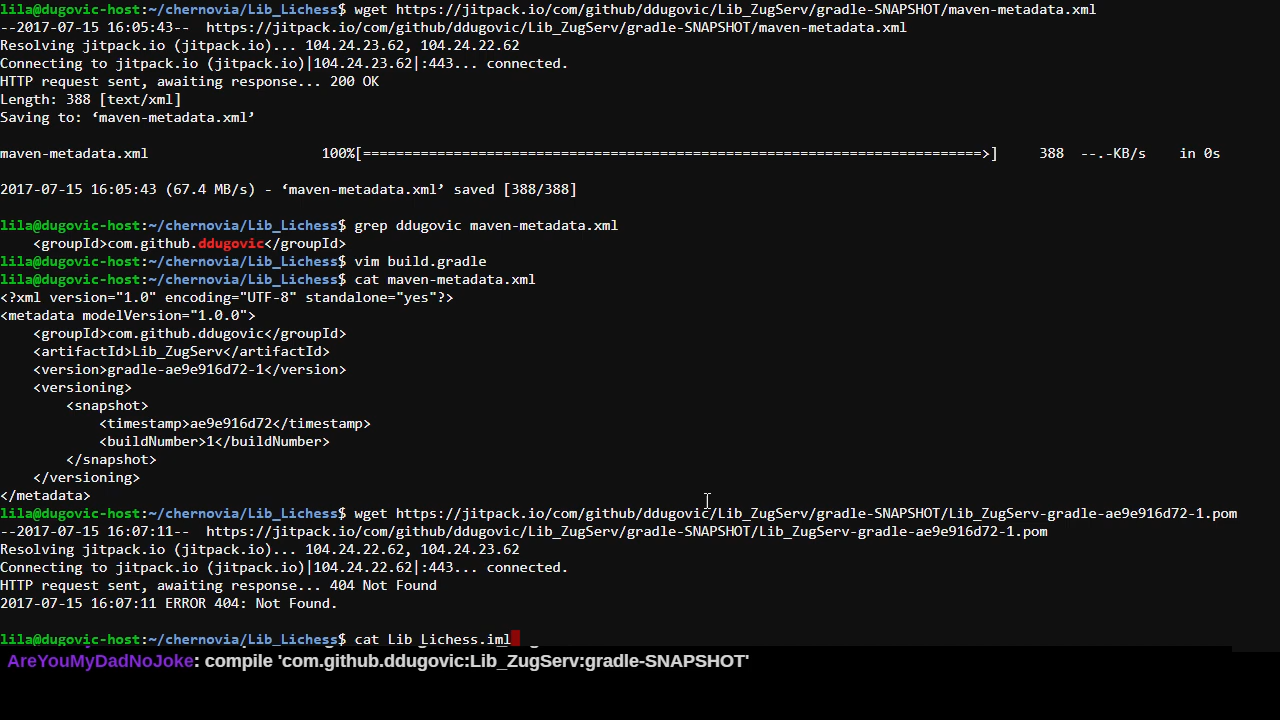 lila@dugovic-host:~/chernovia/Lib_Lichess$ wget https://jitpack.io/com/github/ddugovic/Lib_ZugServ/gradle-SNAPSHOT/maven-metadata.xml
--2017-07-15 16:05:43--  https://jitpack.io/com/github/ddugovic/Lib_ZugServ/gradle-SNAPSHOT/maven-metadata.xml
Resolving jitpack.io (jitpack.io)... 104.24.23.62, 104.24.22.62
Connecting to jitpack.io (jitpack.io)|104.24.23.62|:443... connected.
HTTP request sent, awaiting response... 200 OK
Length: 388 [text/xml]
Saving to: ‘maven-metadata.xml’
maven-metadata.xml                     100%[===========================================================================>]     388  --.-KB/s    in 0s
2017-07-15 16:05:43 (67.4 MB/s) - ‘maven-metadata.xml’ saved [388/388]
lila@dugovic-host:~/chernovia/Lib_Lichess$ grep ddugovic maven-metadata.xml
    <groupId>com.github.ddugovic</groupId>
lila@dugovic-host:~/chernovia/Lib_Lichess$ vim build.gradle
lila@dugovic-host:~/chernovia/Lib_Lichess$ cat maven-metadata.xml
<?xml version="1.0" encoding="UTF-8" standalone="yes"?>
<metadata modelVersion="1.0.0">
    <groupId>com.github.ddugovic</groupId>
    <artifactId>Lib_ZugServ</artifactId>
    <version>gradle-ae9e916d72-1</version>
    <versioning>
        <snapshot>
            <timestamp>ae9e916d72</timestamp>
            <buildNumber>1</buildNumber>
        </snapshot>
    </versioning>
</metadata>
lila@dugovic-host:~/chernovia/Lib_Lichess$ wget https://jitpack.io/com/github/ddugovic/Lib_ZugServ/gradle-SNAPSHOT/Lib_ZugServ-gradle-ae9e916d72-1.pom
--2017-07-15 16:07:11--  https://jitpack.io/com/github/ddugovic/Lib_ZugServ/gradle-SNAPSHOT/Lib_ZugServ-gradle-ae9e916d72-1.pom
Resolving jitpack.io (jitpack.io)... 104.24.22.62, 104.24.23.62
Connecting to jitpack.io (jitpack.io)|104.24.22.62|:443... connected.
HTTP request sent, awaiting response... 404 Not Found
2017-07-15 16:07:11 ERROR 404: Not Found.
lila@dugovic-host:~/chernovia/Lib_Lichess$ cat Lib_Lichess.iml
AreYouMyDadNoJoke: compile 'com.github.ddugovic:Lib_ZugServ:gradle-SNAPSHOT'